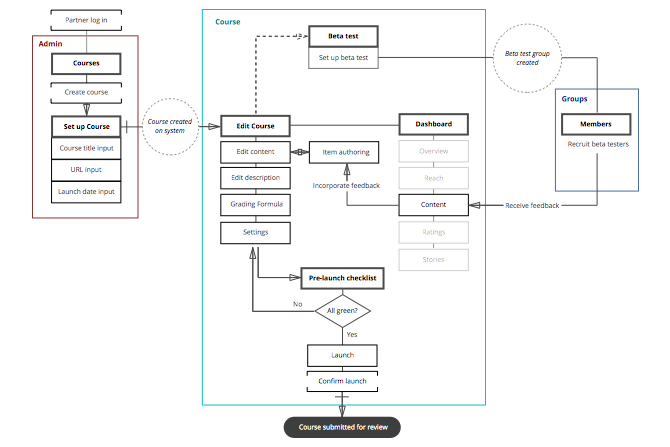 Partner log in
Admin
Courses
Create course
Set up Course
Course title input
URL input
Launch date input
Course created
on system
Course
Beta test
Set up beta test
Edit Course
Edit content
Edit description
Grading Formula
Settings
Item authoring
Incorporate feedback
Dashboard
Overview
Reach
Content
Ratings
Stories
Beta test group
created
Groups
Members
Recruit beta testers
Receive feedback
Pre-launch checklist
No
All green?
Yes
Launch
Confirm launch
Course submitted for review